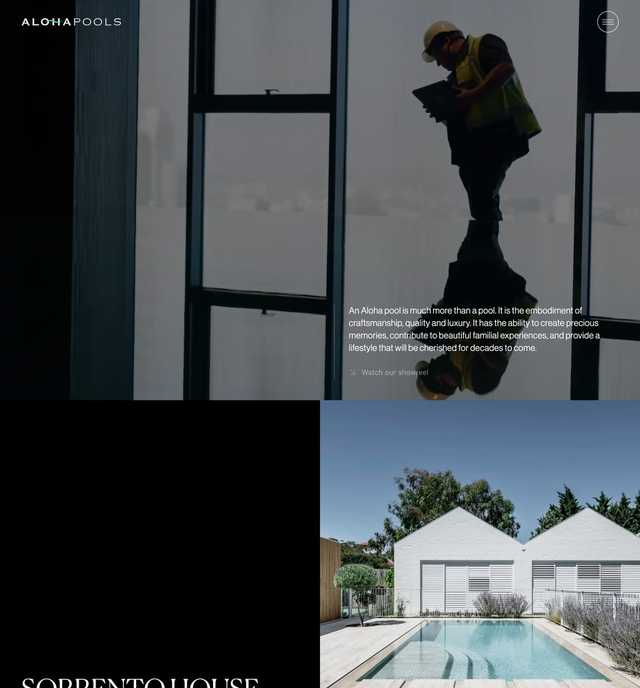 ALOHAPOOLS
An Aloha pool is much more than a pool. It is the embodiment of
craftsmanship, quality and luxury. It has the ability to create precious
memories, contribute to beautiful familial experiences, and provide a
lifestyle that will be cherished for decades to come.
Watch our showreel
SORRENTO HOUSE